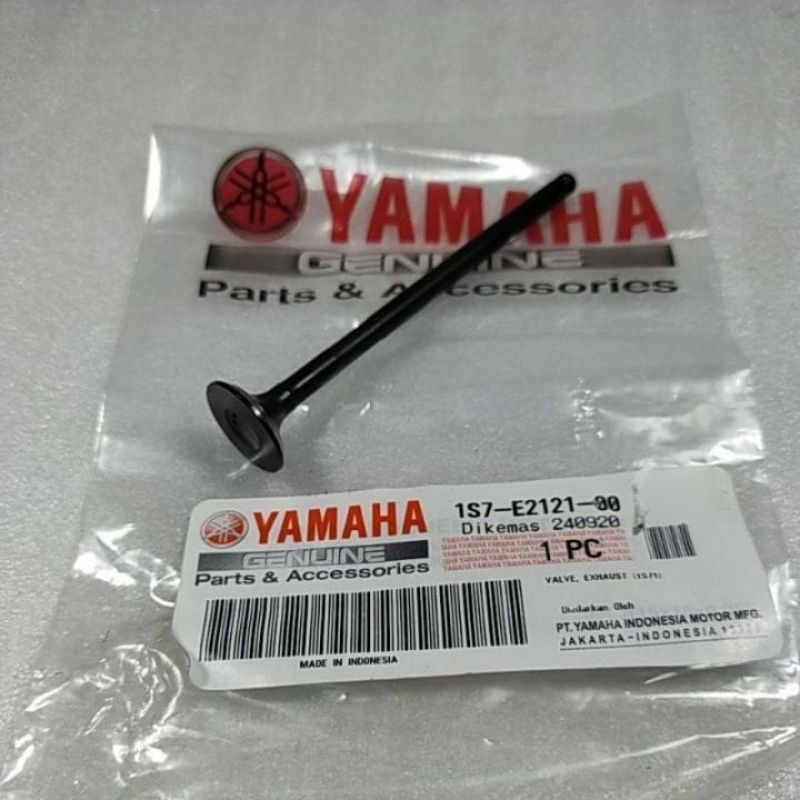 YAMAHA
GENUINE
Parts & Accessories
YAMAHA
GENUINE
Parts & Accessories
1S7-E2121-00
Dikemas 240920
1 PC
VALVE, EXHAUST (1S71)
Diedarkan Oleh
PT. YAMAHA INDONESIA MOTOR MFG.
JAKARTA-INDONESIA
MADE IN INDONESIA